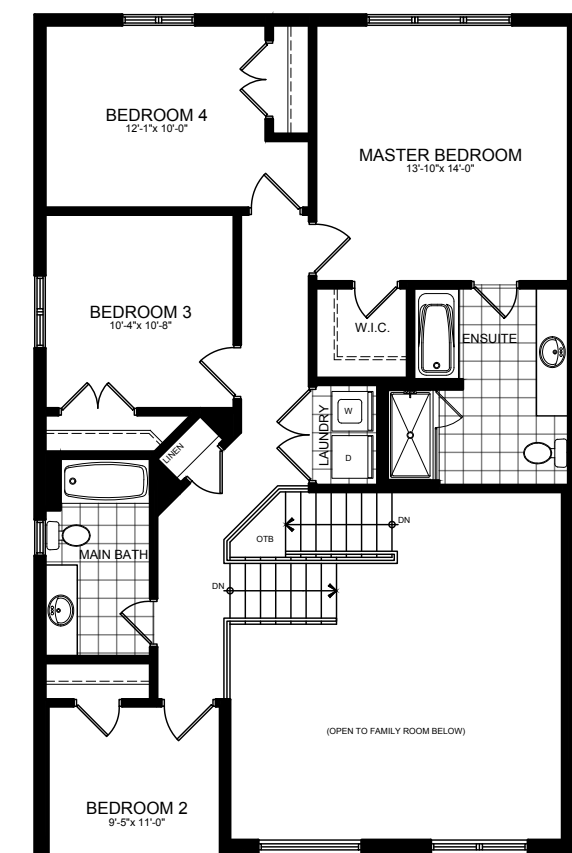 BEDROOM 4
12'-1"x 10'-0"
MASTER BEDROOM
13'-10"x 14'-0"
BEDROOM 3
10'-4"x 10'-8"
W.I.C.
ENSUITE
LAUNDRY
W
D
LINEN
DN
OTB
MAIN BATH
DN
(OPEN TO FAMILY ROOM BELOW)
BEDROOM 2
9'-5"x 11'-0"